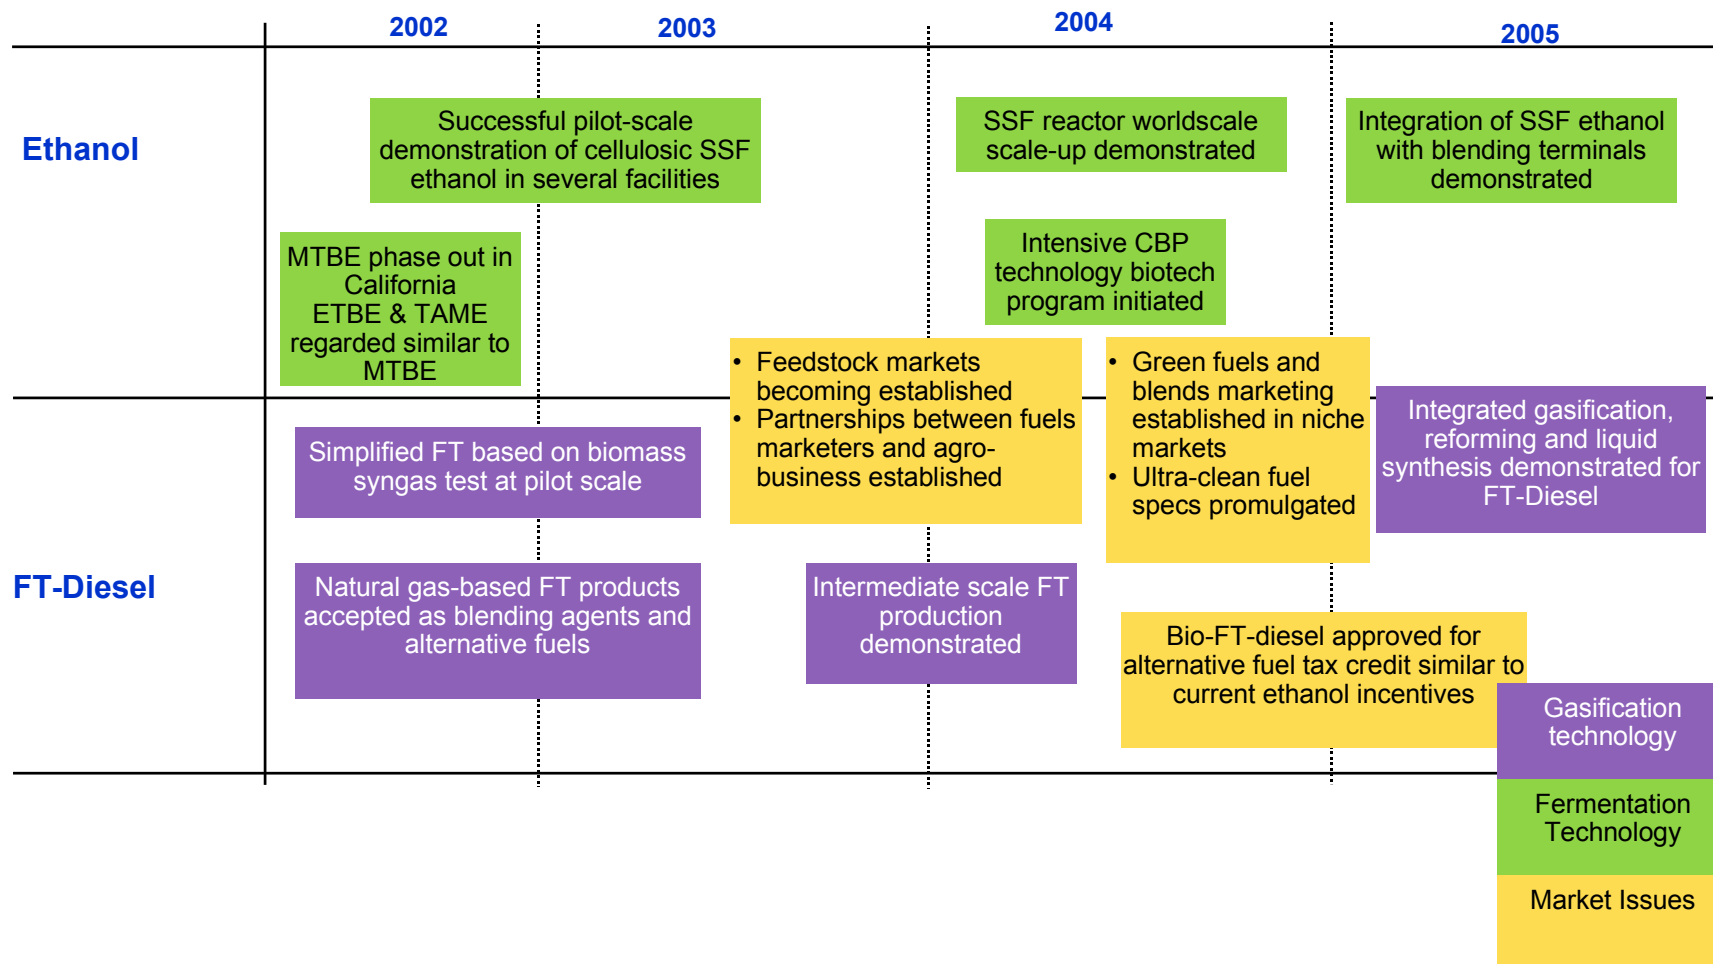 2002
2003
2004
2005
Ethanol
Successful pilot-scale
demonstration of cellulosic SSF
ethanol in several facilities
SSF reactor worldscale
scale-up demonstrated
Integration of SSF ethanol
with blending terminals
demonstrated
MTBE phase out in
California
ETBE & TAME
regarded similar to
MTBE
Intensive CBP
technology biotech
program initiated
• Feedstock markets
becoming established
• Partnerships between fuels
marketers and agro-
business established
• Green fuels and
blends marketing
established in niche
markets
• Ultra-clean fuel
specs promulgated
FT-Diesel
Simplified FT based on biomass
syngas test at pilot scale
Integrated gasification,
reforming and liquid
synthesis demonstrated for
FT-Diesel
Natural gas-based FT products
accepted as blending agents and
alternative fuels
Intermediate scale FT
production
demonstrated
Bio-FT-diesel approved for
alternative fuel tax credit similar to
current ethanol incentives
Gasification
technology
Fermentation
Technology
Market Issues